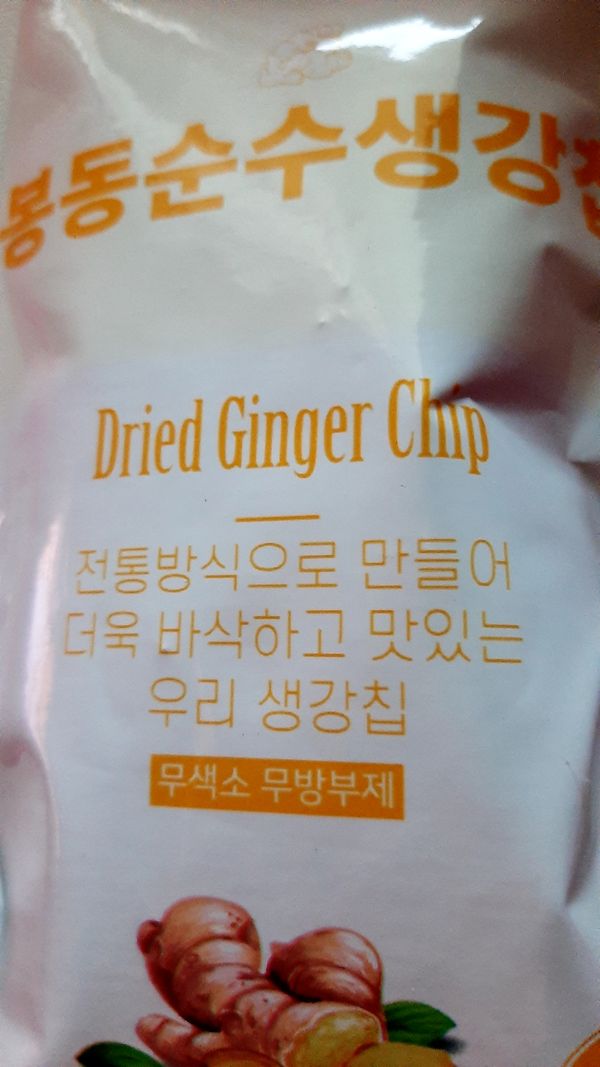 봉동순수생강칩
Dried Ginger Chip
전통방식으로 만들어
더욱 바삭하고 맛있는
우리 생강칩
무색소 무방부제